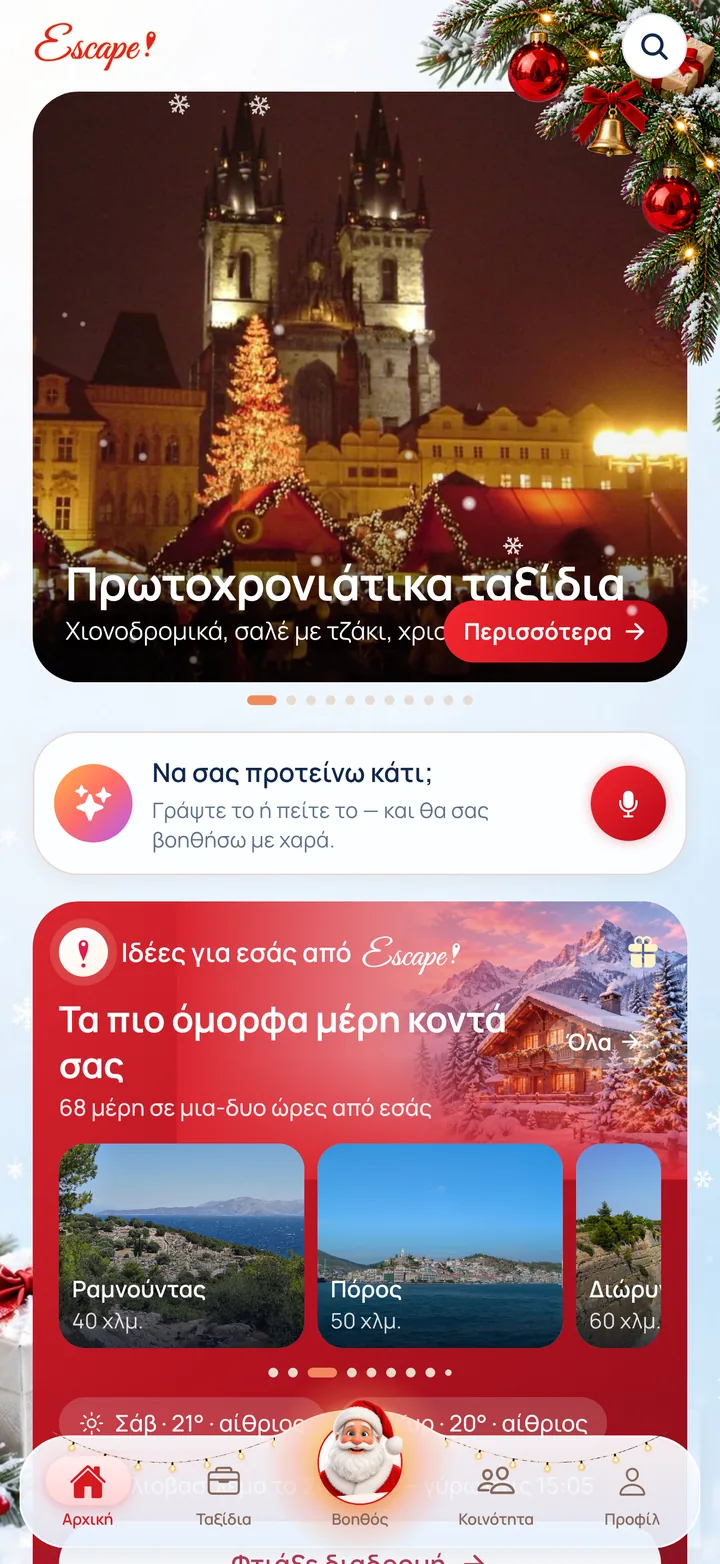 Escape!
Πρωτοχρονιάτικα ταξίδια
Χιονοδρομικά, σαλέ με τζάκι,
Περισσότερα →
Να σας προτείνω κάτι;
Γράψτε το ή πείτε το — και θα σας
βοηθήσω με χαρά.
Ιδέες για εσάς από Escape!
Τα πιο όμορφα μέρη κοντά
σας
Όλα →
68 μέρη σε μια-δυο ώρες από εσάς
Ραμνούντας
40 χλμ.
Πόρος
50 χλμ.
60 χλμ.
Σάβ · 21° · αίθριος
· 20° · αίθριος
15:05
Αρχική
Ταξίδια
Βοηθός
Κοινότητα
Προφίλ
Φτιάξε διαδρομή →